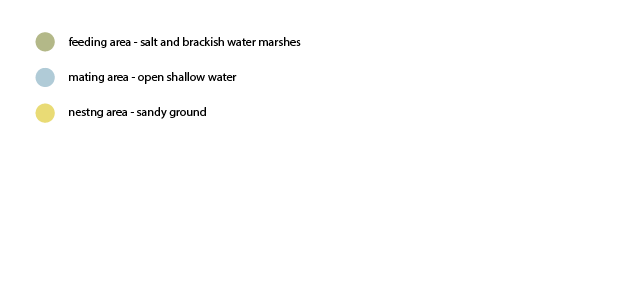 feeding area - salt and brackish water marshes
mating area - open shallow water
nestng area - sandy ground